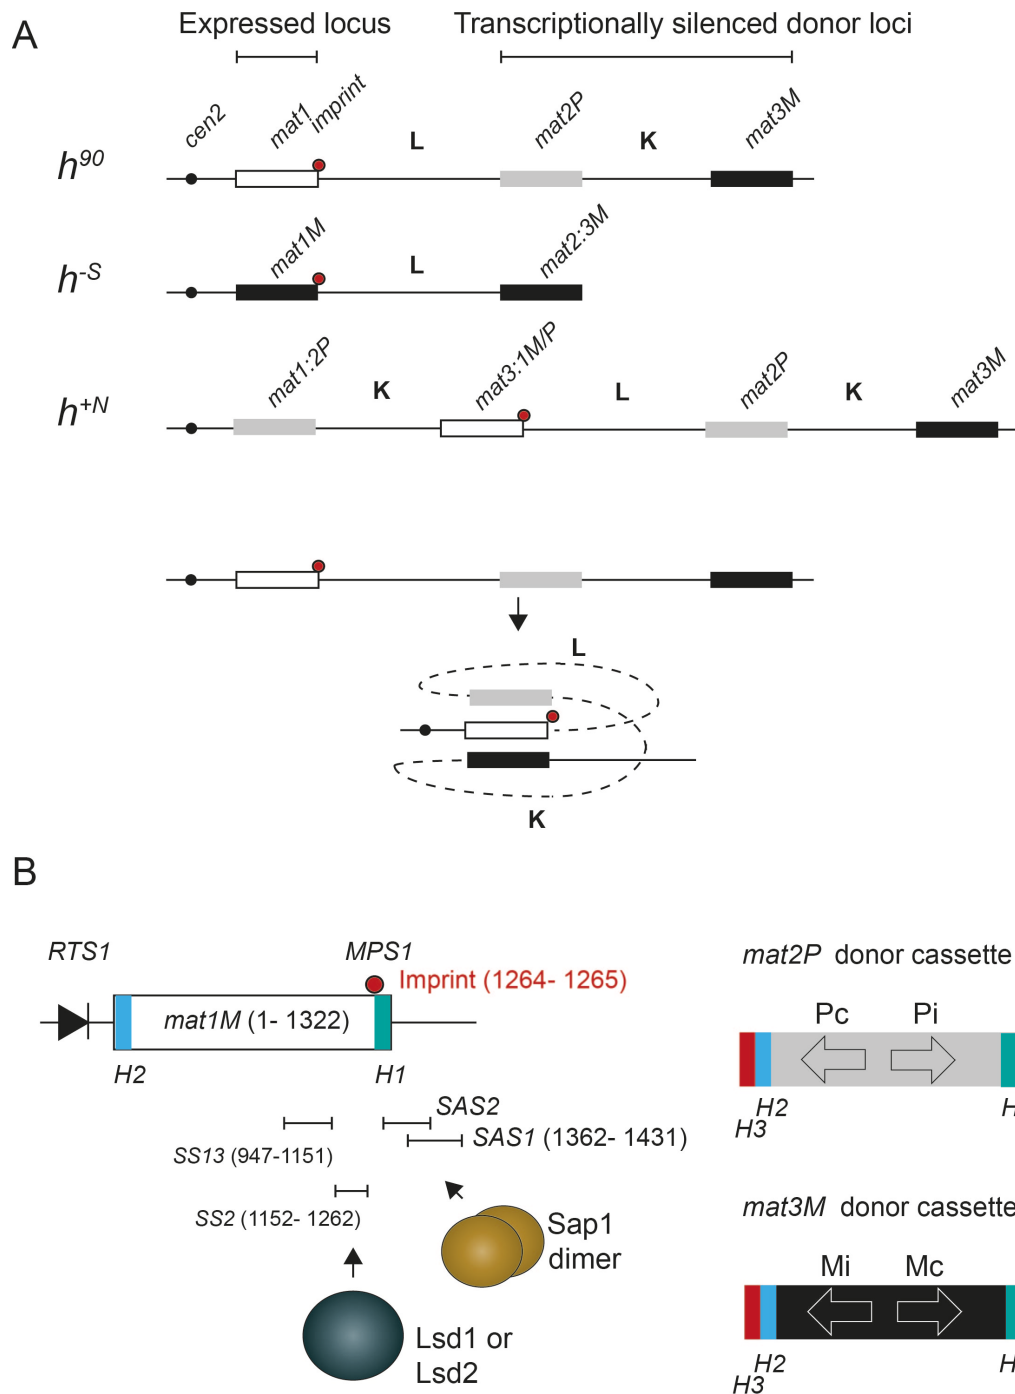 A
Expressed locus
Transcriptionally silenced donor loci
h90
cen2
mat1
imprint
L
mat2P
K
mat3M
h-S
mat1M
L
mat2:3M
h+N
mat1:2P
K
mat3:1M/P
L
mat2P
K
mat3M
L
K
B
RTS1
MPS1
Imprint (1264- 1265)
mat1M (1- 1322)
H2
H1
SAS2
SAS1 (1362- 1431)
SS13 (947-1151)
SS2 (1152- 1262)
Sap1
dimer
Lsd1 or
Lsd2
mat2P donor cassette
Pc
Pi
H2
H
H3
mat3M donor cassette
Mi
Mc
H2
H
H3